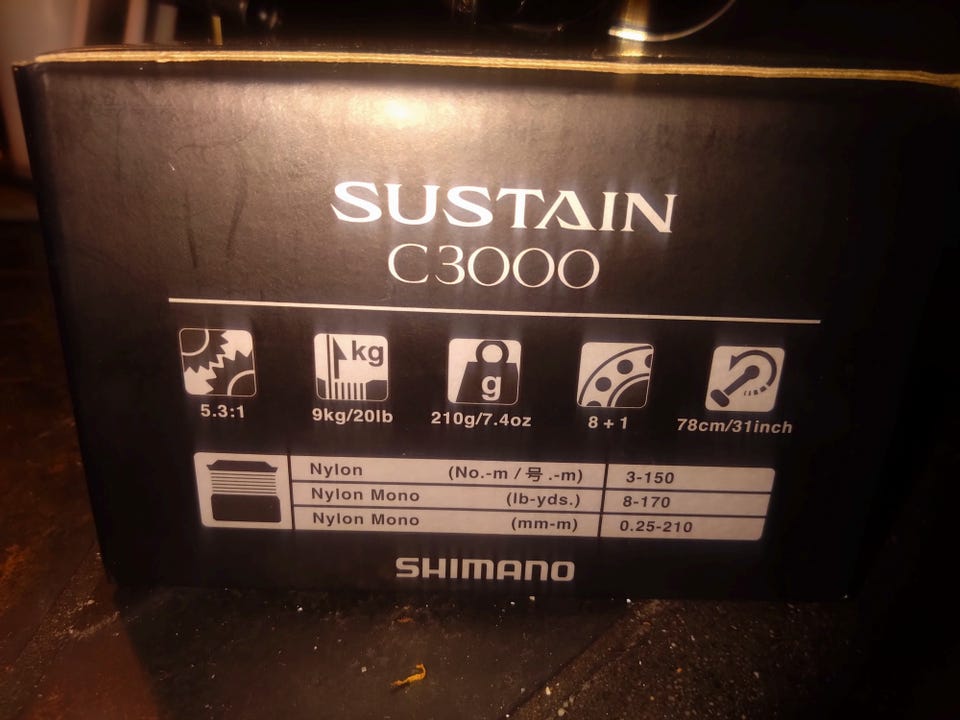 SUSTAIN
C3000
kg
g
5.3:1 9kg/20lb 210g/7.4oz 8+1 78cm/31inch
Nylon (No.-m / 号.-m) 3-150
Nylon Mono (lb-yds.) 8-170
Nylon Mono (mm-m) 0.25-210
SHIMANO